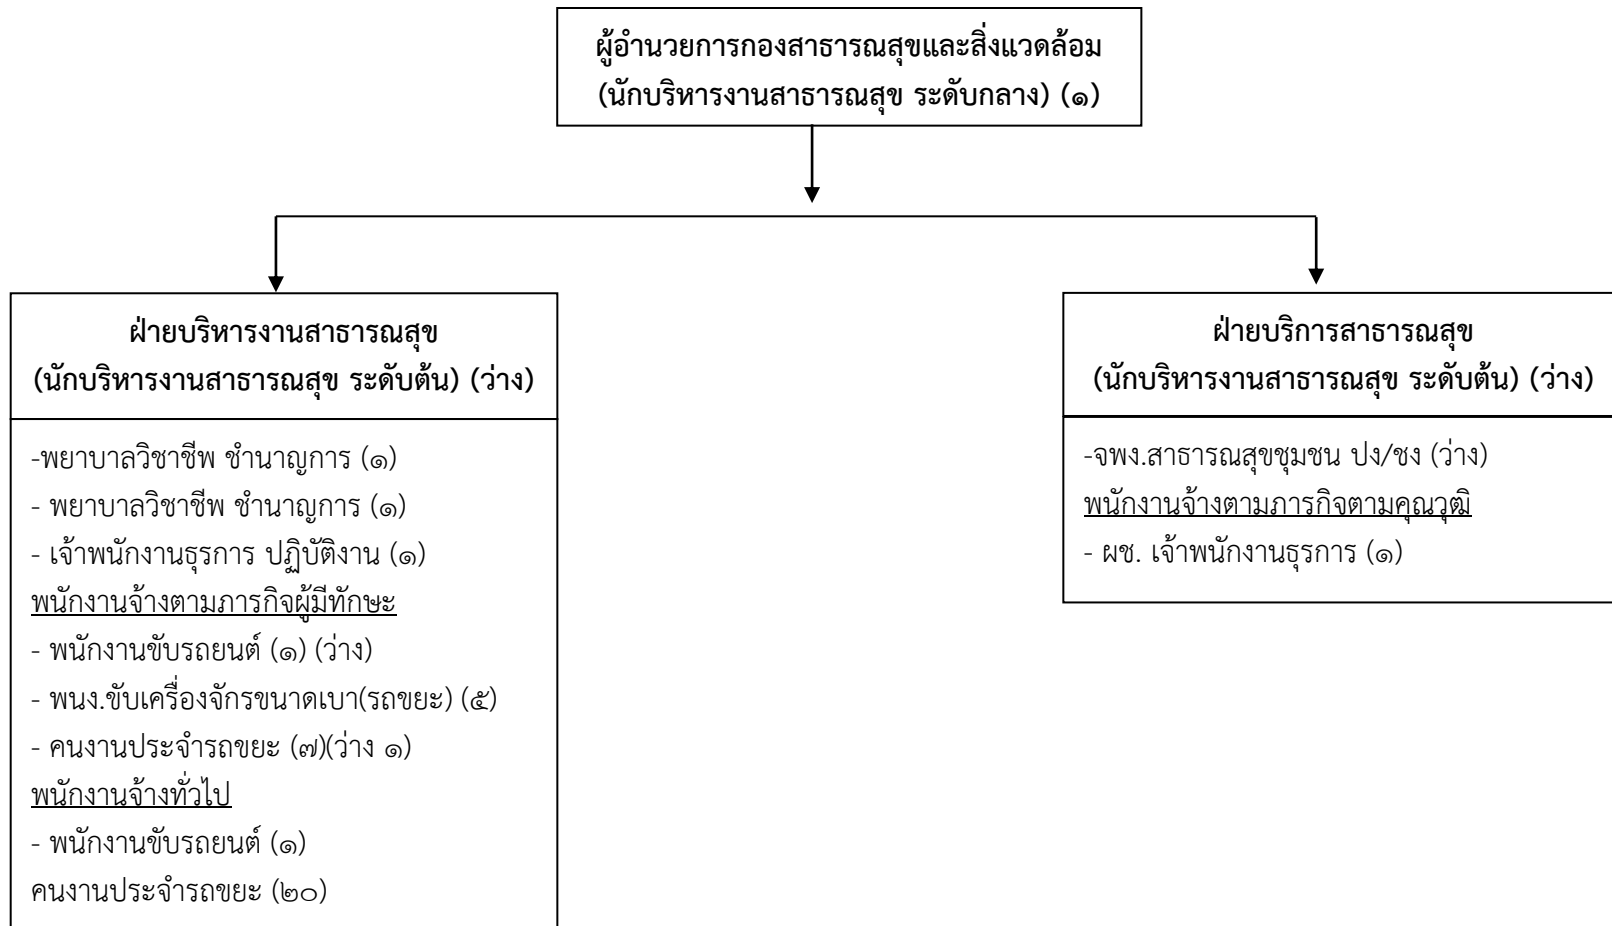 ผู้อำนวยการกองสาธารณสุขและสิ่งแวดล้อม
(นักบริหารงานสาธารณสุข ระดับกลาง) (๑)
ฝ่ายบริหารงานสาธารณสุข
(นักบริหารงานสาธารณสุข ระดับต้น) (ว่าง)
-พยาบาลวิชาชีพ ชำนาญการ (๑)
- พยาบาลวิชาชีพ ชำนาญการ (๑)
- เจ้าพนักงานธุรการ ปฏิบัติงาน (๑)
พนักงานจ้างตามภารกิจผู้มีทักษะ
- พนักงานขับรถยนต์ (๑) (ว่าง)
- พนง.ขับเครื่องจักรขนาดเบา(รถขยะ) (๕)
- คนงานประจำรถขยะ (๗)(ว่าง ๑)
พนักงานจ้างทั่วไป
- พนักงานขับรถยนต์ (๑)
คนงานประจำรถขยะ (๒๐)
ฝ่ายบริการสาธารณสุข
(นักบริหารงานสาธารณสุข ระดับต้น) (ว่าง)
-จพง.สาธารณสุขชุมชน ปง/ชง (ว่าง)
พนักงานจ้างตามภารกิจตามคุณวุฒิ
- ผช. เจ้าพนักงานธุรการ (๑)